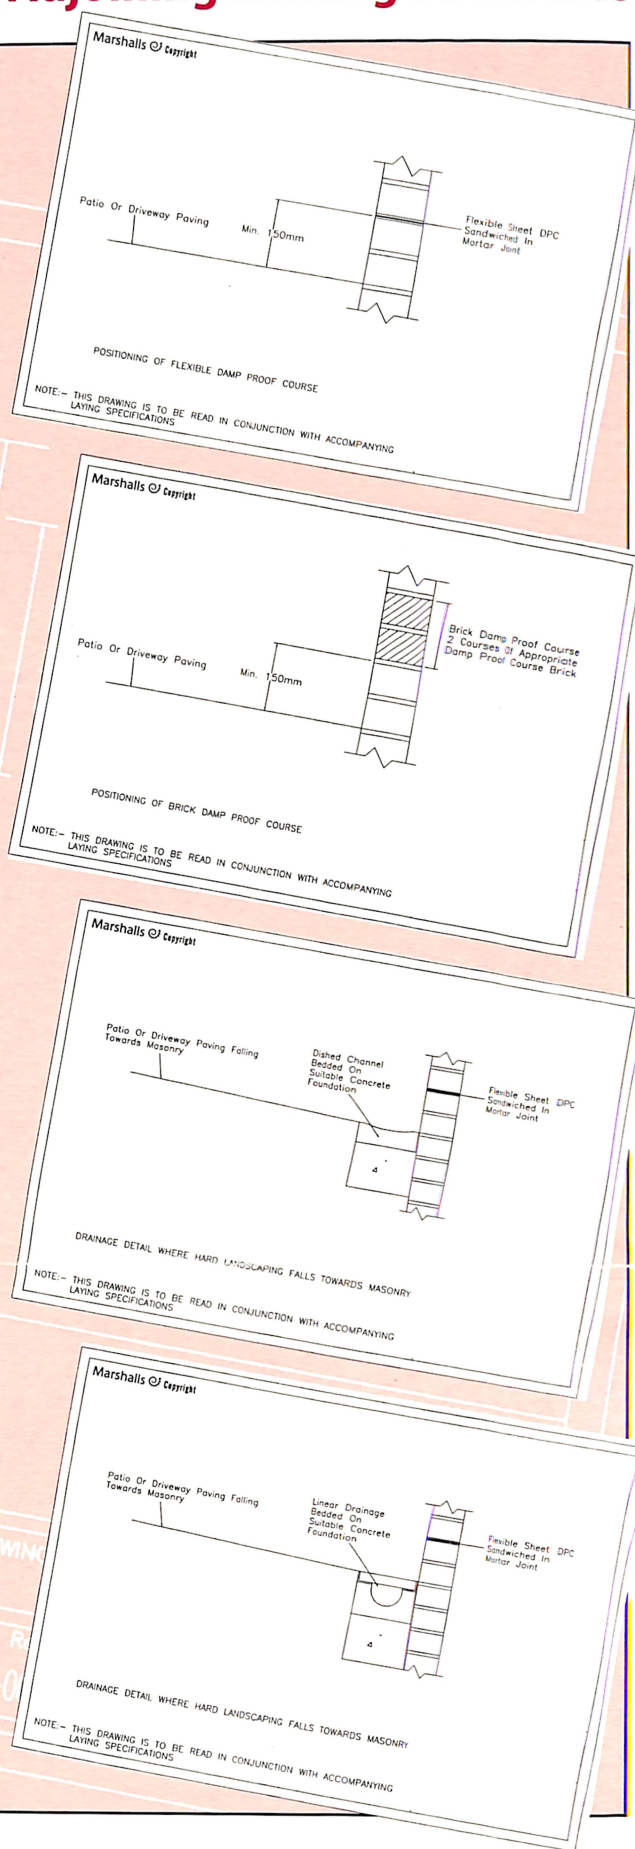 Marshalls Copyright
Patio Or Driveway Paving
Min. 150mm
Flexible Sheet DPC
Sandwiched In
Mortar Joint
POSITIONING OF FLEXIBLE DAMP PROOF COURSE
NOTE:- THIS DRAWING IS TO BE READ IN CONJUNCTION WITH ACCOMPANYING
LAYING SPECIFICATIONS
Marshalls Copyright
Patio Or Driveway Paving
Min. 150mm
Brick Damp Proof Course
2 Courses Of Appropriate
Damp Proof Course Brick
POSITIONING OF BRICK DAMP PROOF COURSE
NOTE:- THIS DRAWING IS TO BE READ IN CONJUNCTION WITH ACCOMPANYING
LAYING SPECIFICATIONS
Marshalls Copyright
Patio Or Driveway Paving Falling
Towards Masonry
Dished Channel
Bedded On
Suitable Concrete
Foundation
Flexible Sheet DPC
Sandwiched In
Mortar Joint
DRAINAGE DETAIL WHERE HARD LANDSCAPING FALLS TOWARDS MASONRY
NOTE:- THIS DRAWING IS TO BE READ IN CONJUNCTION WITH ACCOMPANYING
LAYING SPECIFICATIONS
Marshalls Copyright
Patio Or Driveway Paving Falling
Towards Masonry
Linear Drainage
Bedded On
Suitable Concrete
Foundation
Flexible Sheet DPC
Sandwiched In
Mortar Joint
DRAINAGE DETAIL WHERE HARD LANDSCAPING FALLS TOWARDS MASONRY
NOTE:- THIS DRAWING IS TO BE READ IN CONJUNCTION WITH ACCOMPANYING
LAYING SPECIFICATIONS